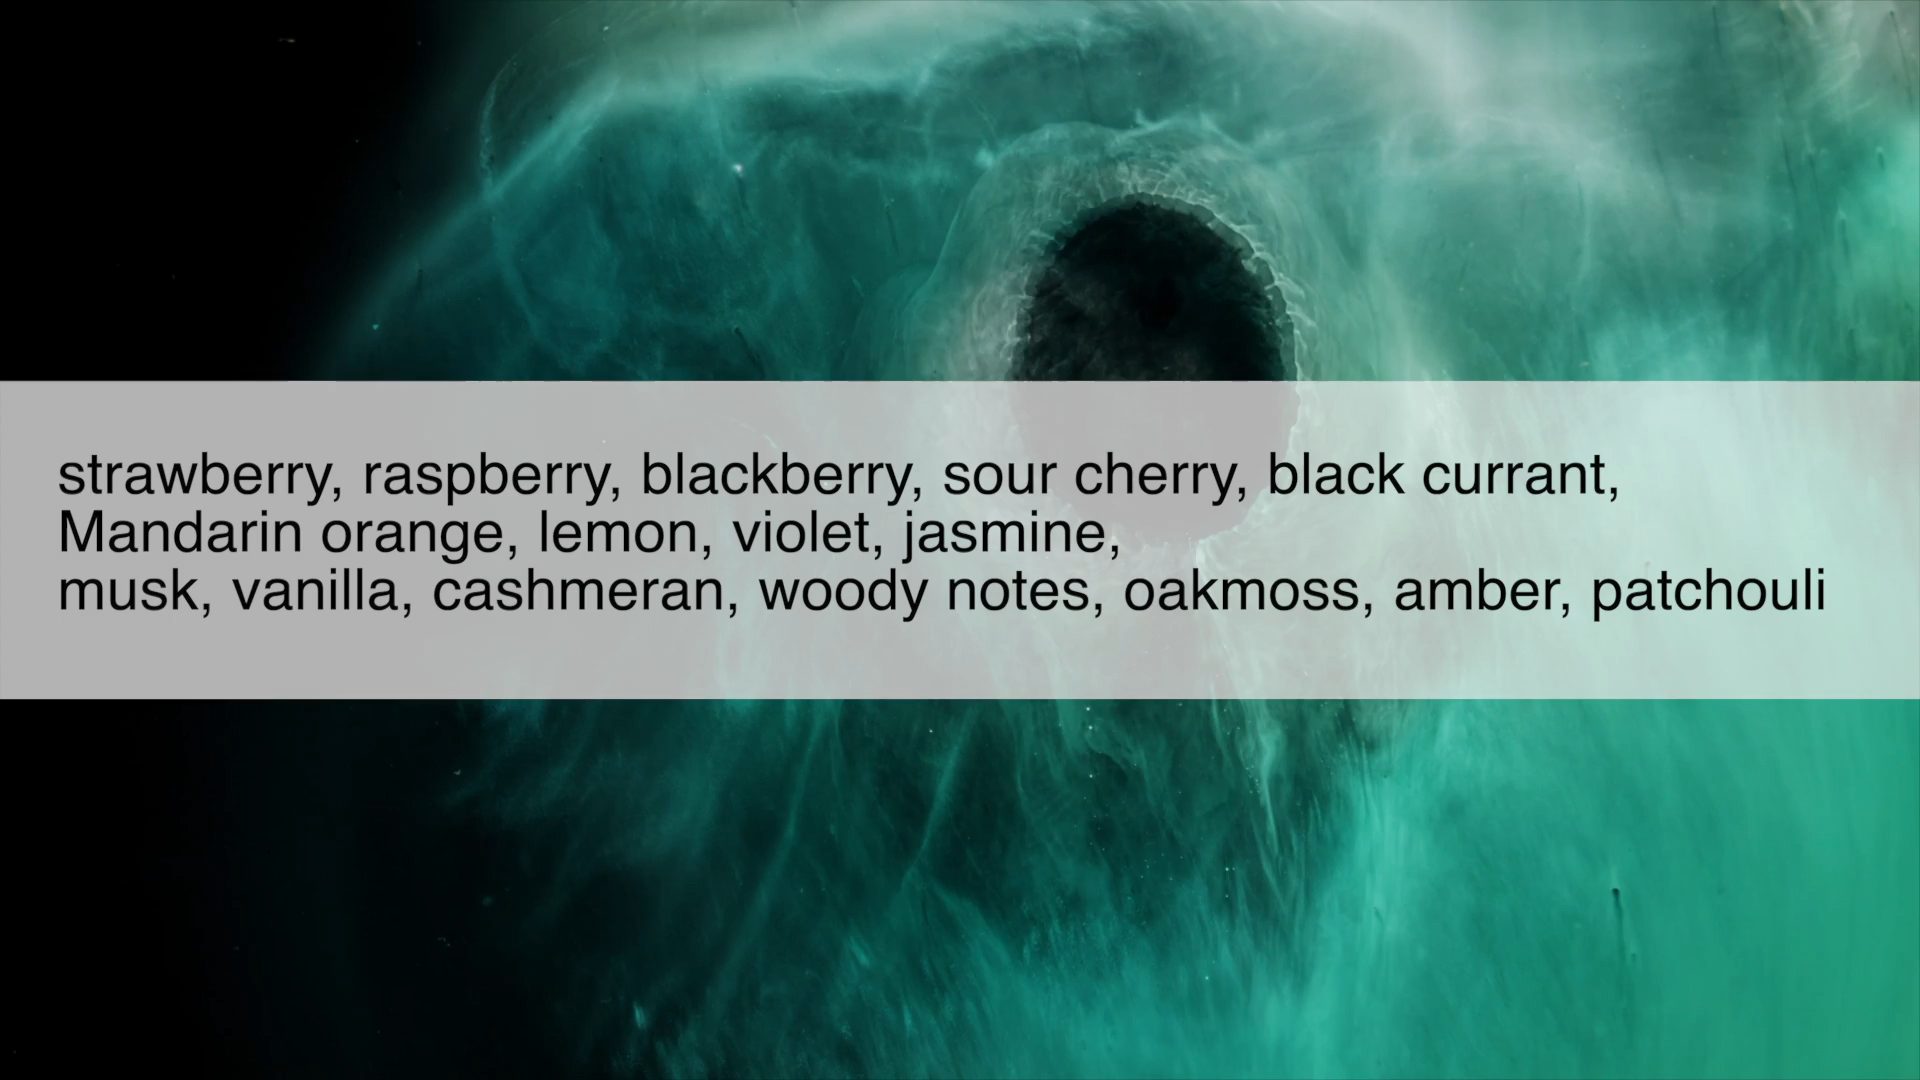 strawberry, raspberry, blackberry, sour cherry, black currant,
Mandarin orange, lemon, violet, jasmine,
musk, vanilla, cashmeran, woody notes, oakmoss, amber, patchouli